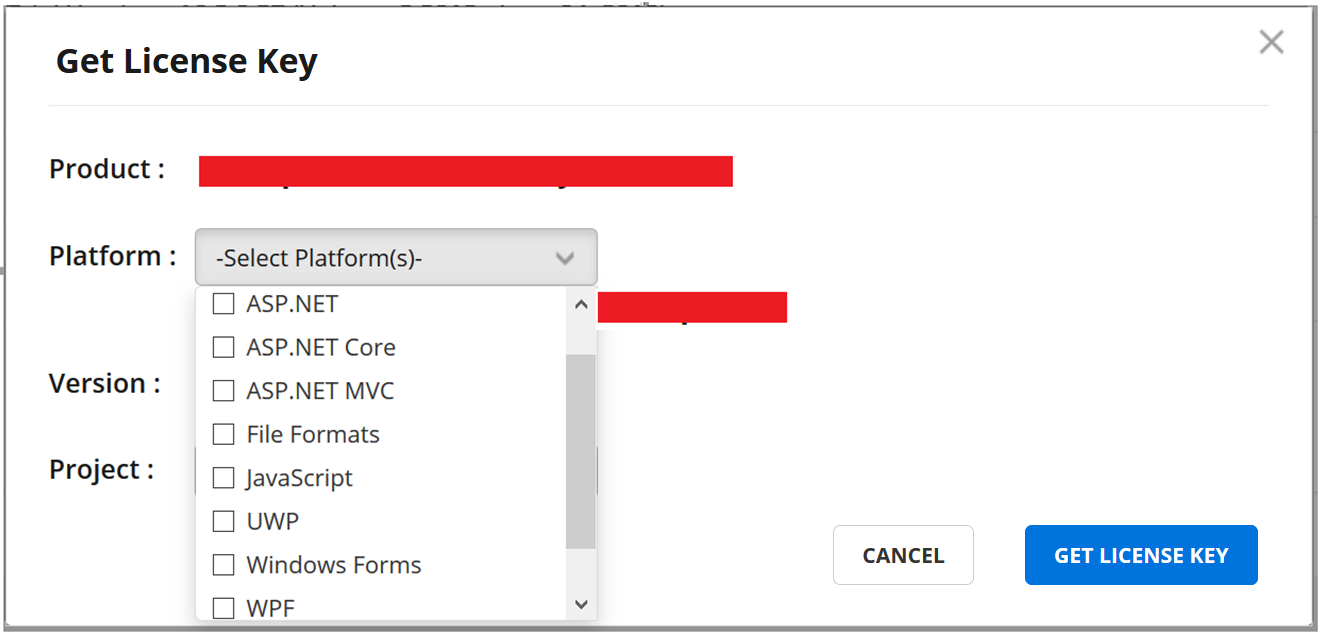 Get License Key
Product :
Platform :
-Select Platform(s)-
ASP.NET
ASP.NET Core
ASP.NET MVC
File Formats
JavaScript
UWP
Windows Forms
WPF
Version :
Project :
CANCEL
GET LICENSE KEY